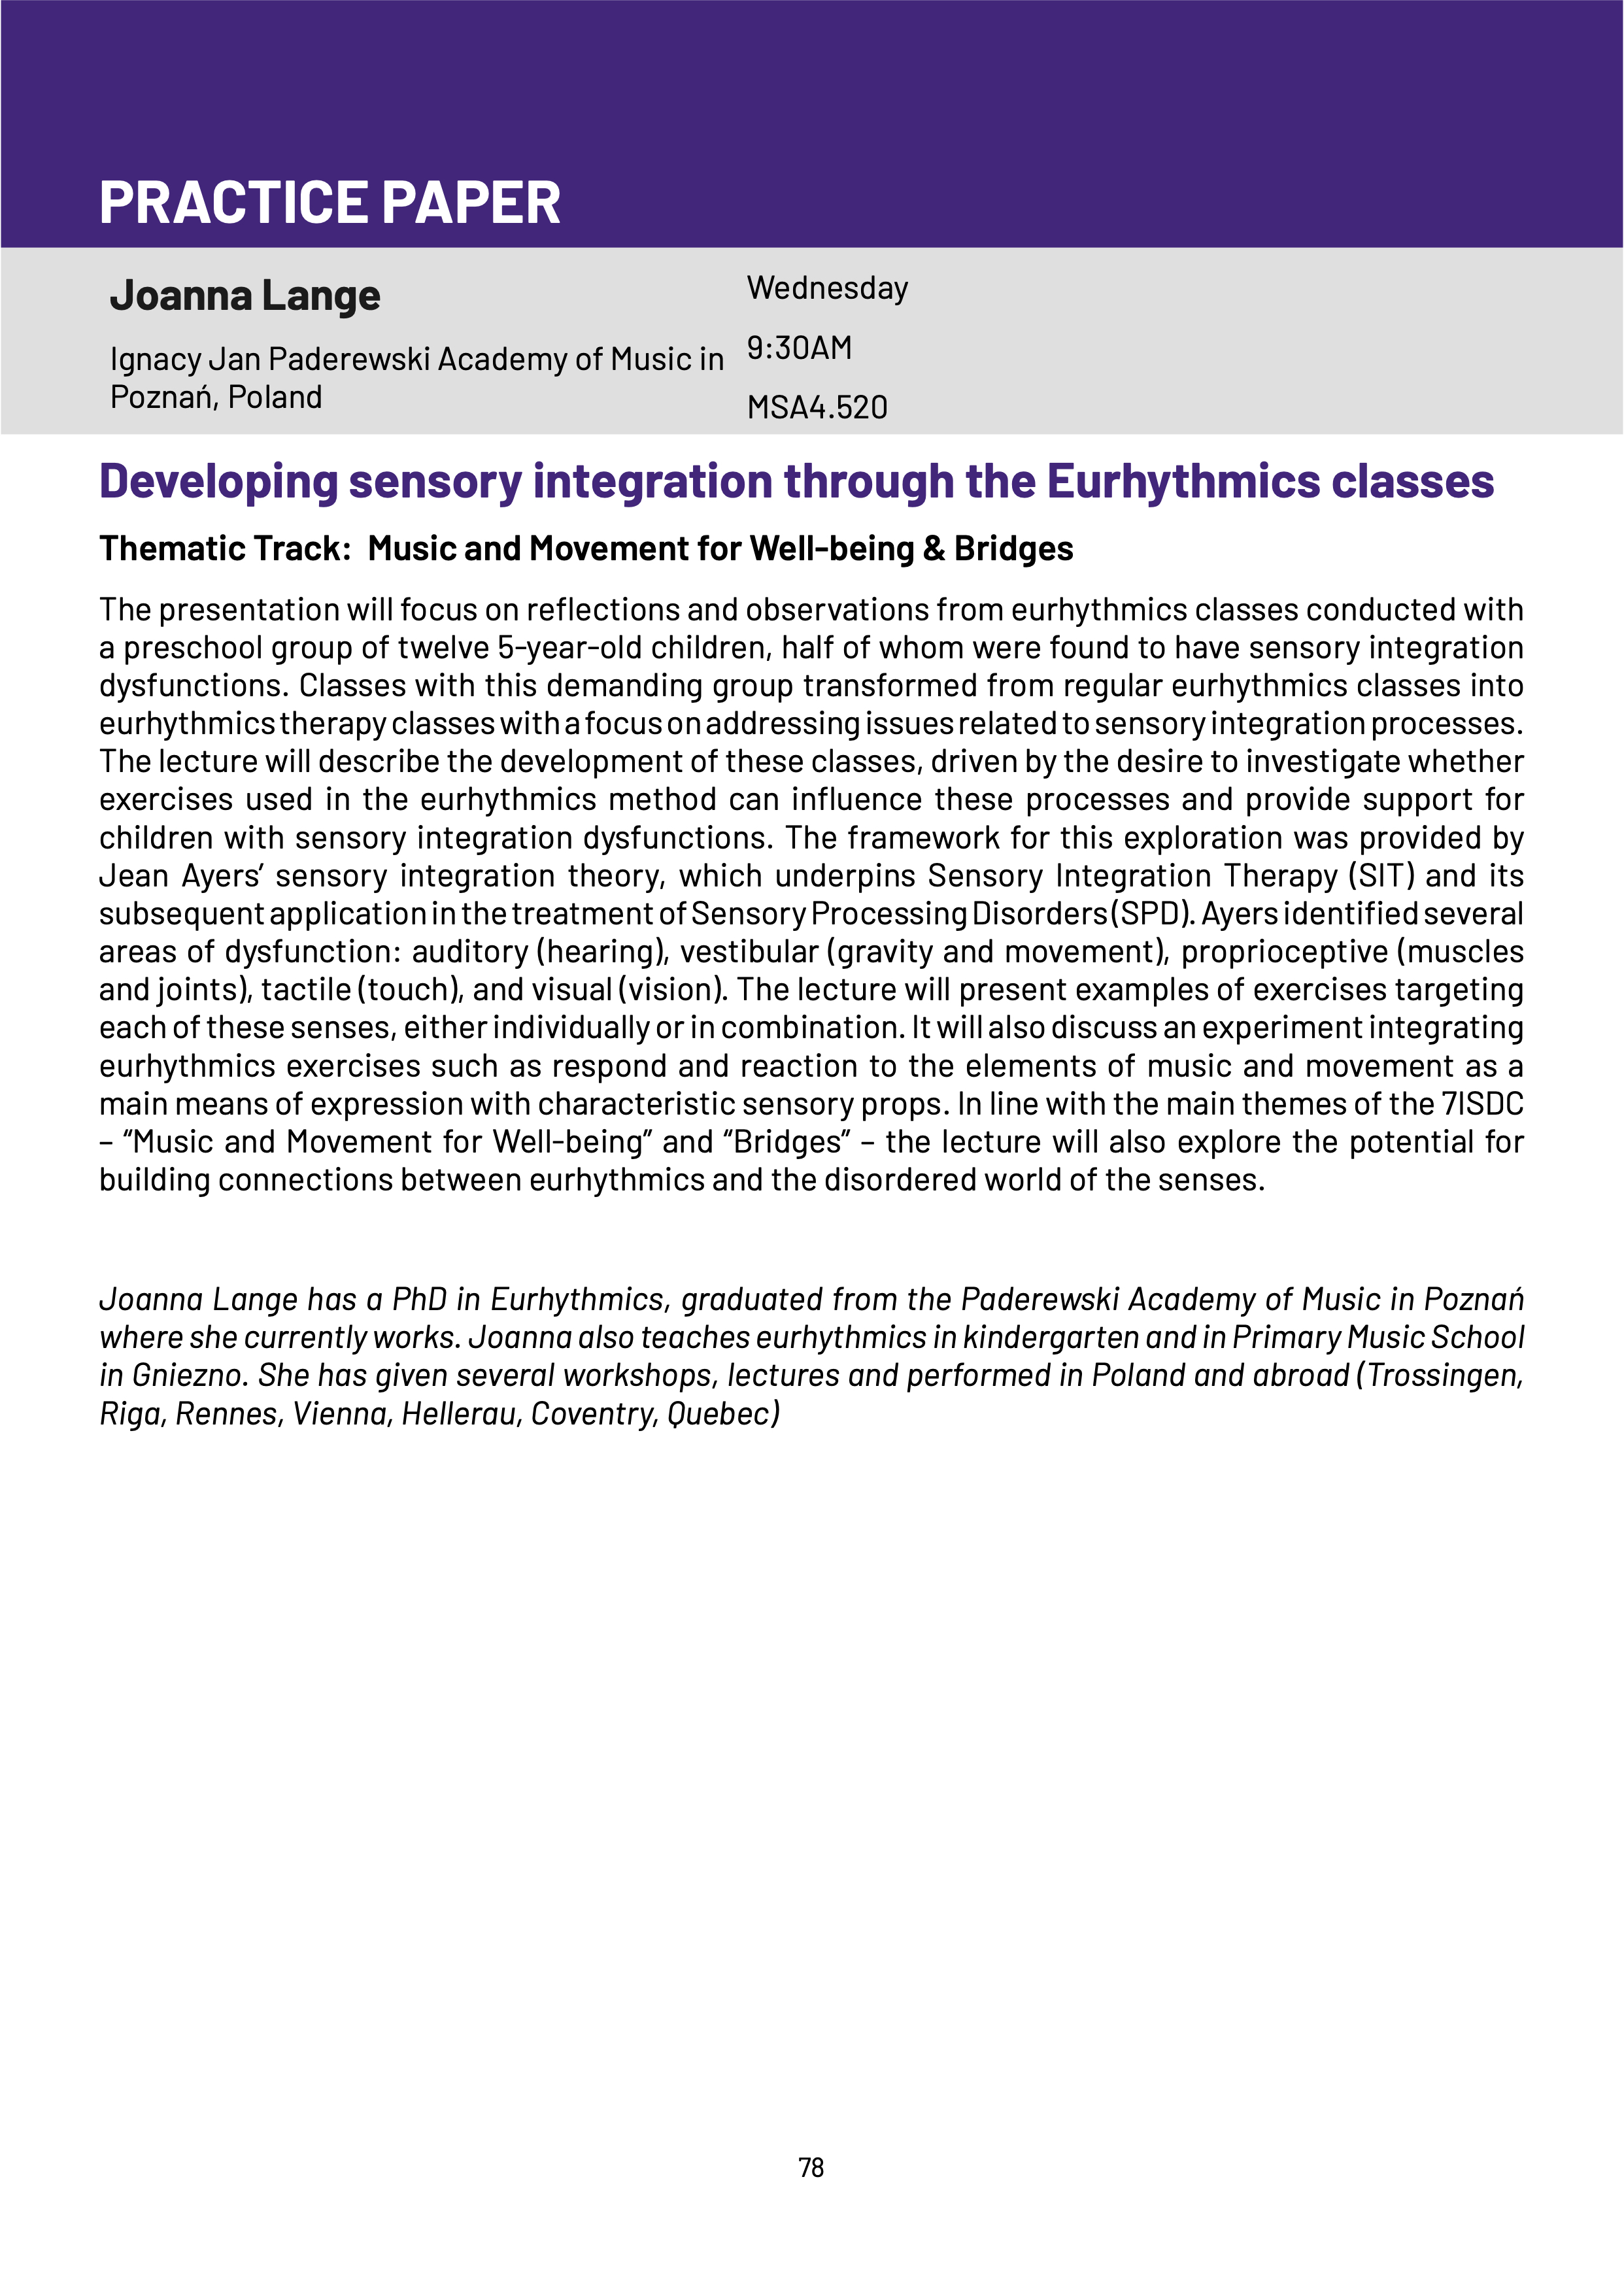 PRACTICE PAPER
Joanna Lange
Ignacy Jan Paderewski Academy of Music in
Poznań, Poland
Wednesday
9:30AM
MSA4.520
Developing sensory integration through the Eurhythmics classes
Thematic Track:  Music and Movement for Well-being & Bridges
The presentation will focus on reflections and observations from eurhythmics classes conducted with
a preschool group of twelve 5-year-old children, half of whom were found to have sensory integration
dysfunctions. Classes with this demanding group transformed from regular eurhythmics classes into
eurhythmics therapy classes with a focus on addressing issues related to sensory integration processes.
The lecture will describe the development of these classes, driven by the desire to investigate whether
exercises used in the eurhythmics method can influence these processes and provide support for
children with sensory integration dysfunctions. The framework for this exploration was provided by
Jean Ayers’ sensory integration theory, which underpins Sensory Integration Therapy (SIT) and its
subsequent application in the treatment of Sensory Processing Disorders (SPD). Ayers identified several
areas of dysfunction: auditory (hearing), vestibular (gravity and movement), proprioceptive (muscles
and joints), tactile (touch), and visual (vision). The lecture will present examples of exercises targeting
each of these senses, either individually or in combination. It will also discuss an experiment integrating
eurhythmics exercises such as respond and reaction to the elements of music and movement as a
main means of expression with characteristic sensory props. In line with the main themes of the 7ISDC
– “Music and Movement for Well-being” and “Bridges” – the lecture will also explore the potential for
building connections between eurhythmics and the disordered world of the senses.
Joanna Lange has a PhD in Eurhythmics, graduated from the Paderewski Academy of Music in Poznań
where she currently works. Joanna also teaches eurhythmics in kindergarten and in Primary Music School
in Gniezno. She has given several workshops, lectures and performed in Poland and abroad (Trossingen,
Riga, Rennes, Vienna, Hellerau, Coventry, Quebec)
78